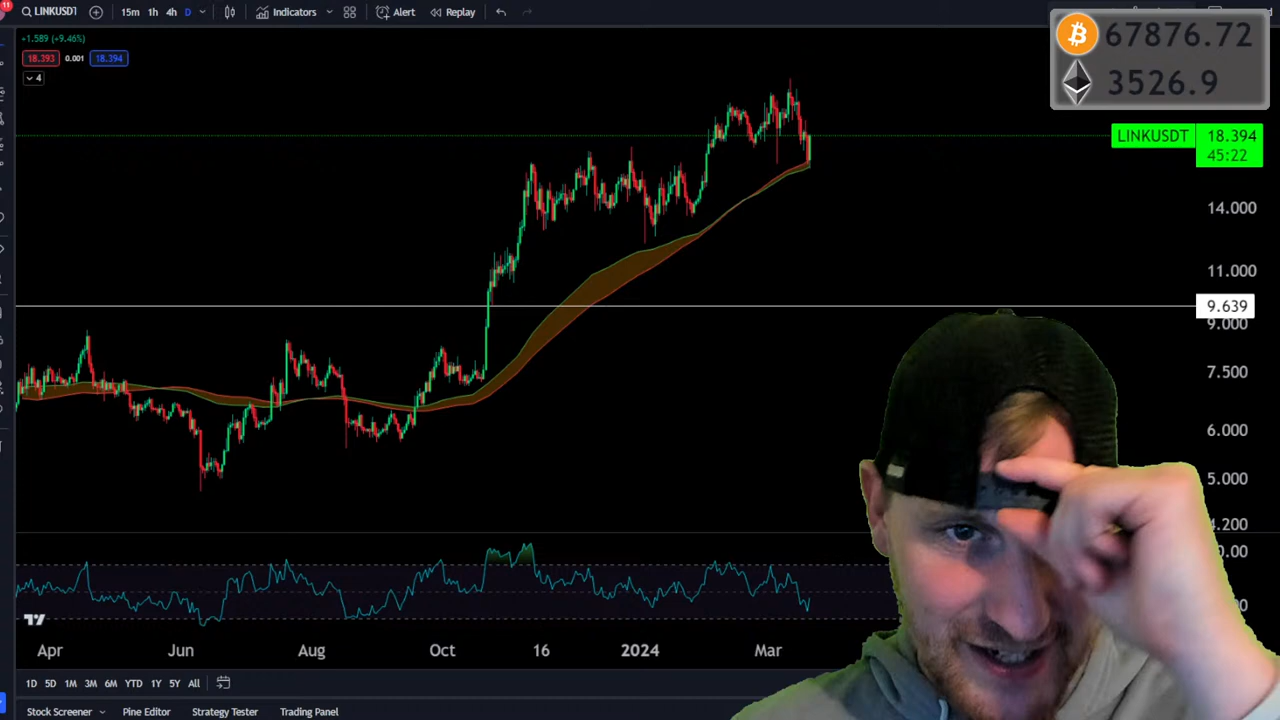 11
LINKUSDT
15m 1h 4h D
Indicators
Alert
Replay
67876.72
3526.9
+1.589 (+9.46%)
18.393 0.001 18.394
4
LINKUSDT 18.394
45:22
14.000
11.000
9.639
9.000
7.500
6.000
5.000
4.200
Apr Jun Aug Oct 16 2024 Mar
1D 5D 1M 3M 6M YTD 1Y 5Y All
Stock Screener Pine Editor Strategy Tester Trading Panel